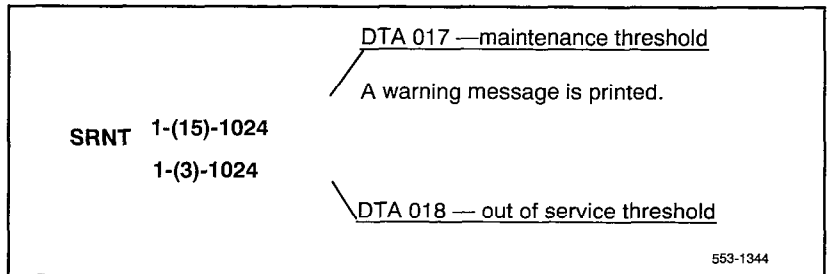 DTA 017 —maintenance threshold
A warning message is printed.
SRNT 1-(15)-1024
1-(3)-1024
DTA 018 — out of service threshold
553-1344